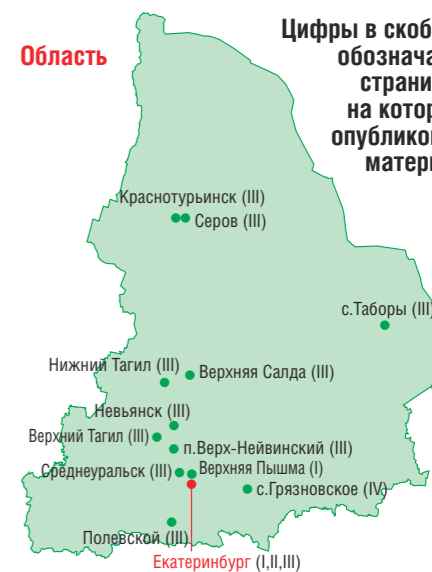 Область
Цифры в скоб
обознача
страни
на котор
опубликов
матери
Краснотурьинск (III)
Серов (III)
с.Таборы (III)
Нижний Тагил (III)
Верхняя Салда (III)
Невьянск (III)
Верхний Тагил (III)
п.Верх-Нейвинский (III)
Среднеуральск (III)
Верхняя Пышма (I)
с.Грязновское (IV)
Полевской (III)
Екатеринбург (I,II,III)